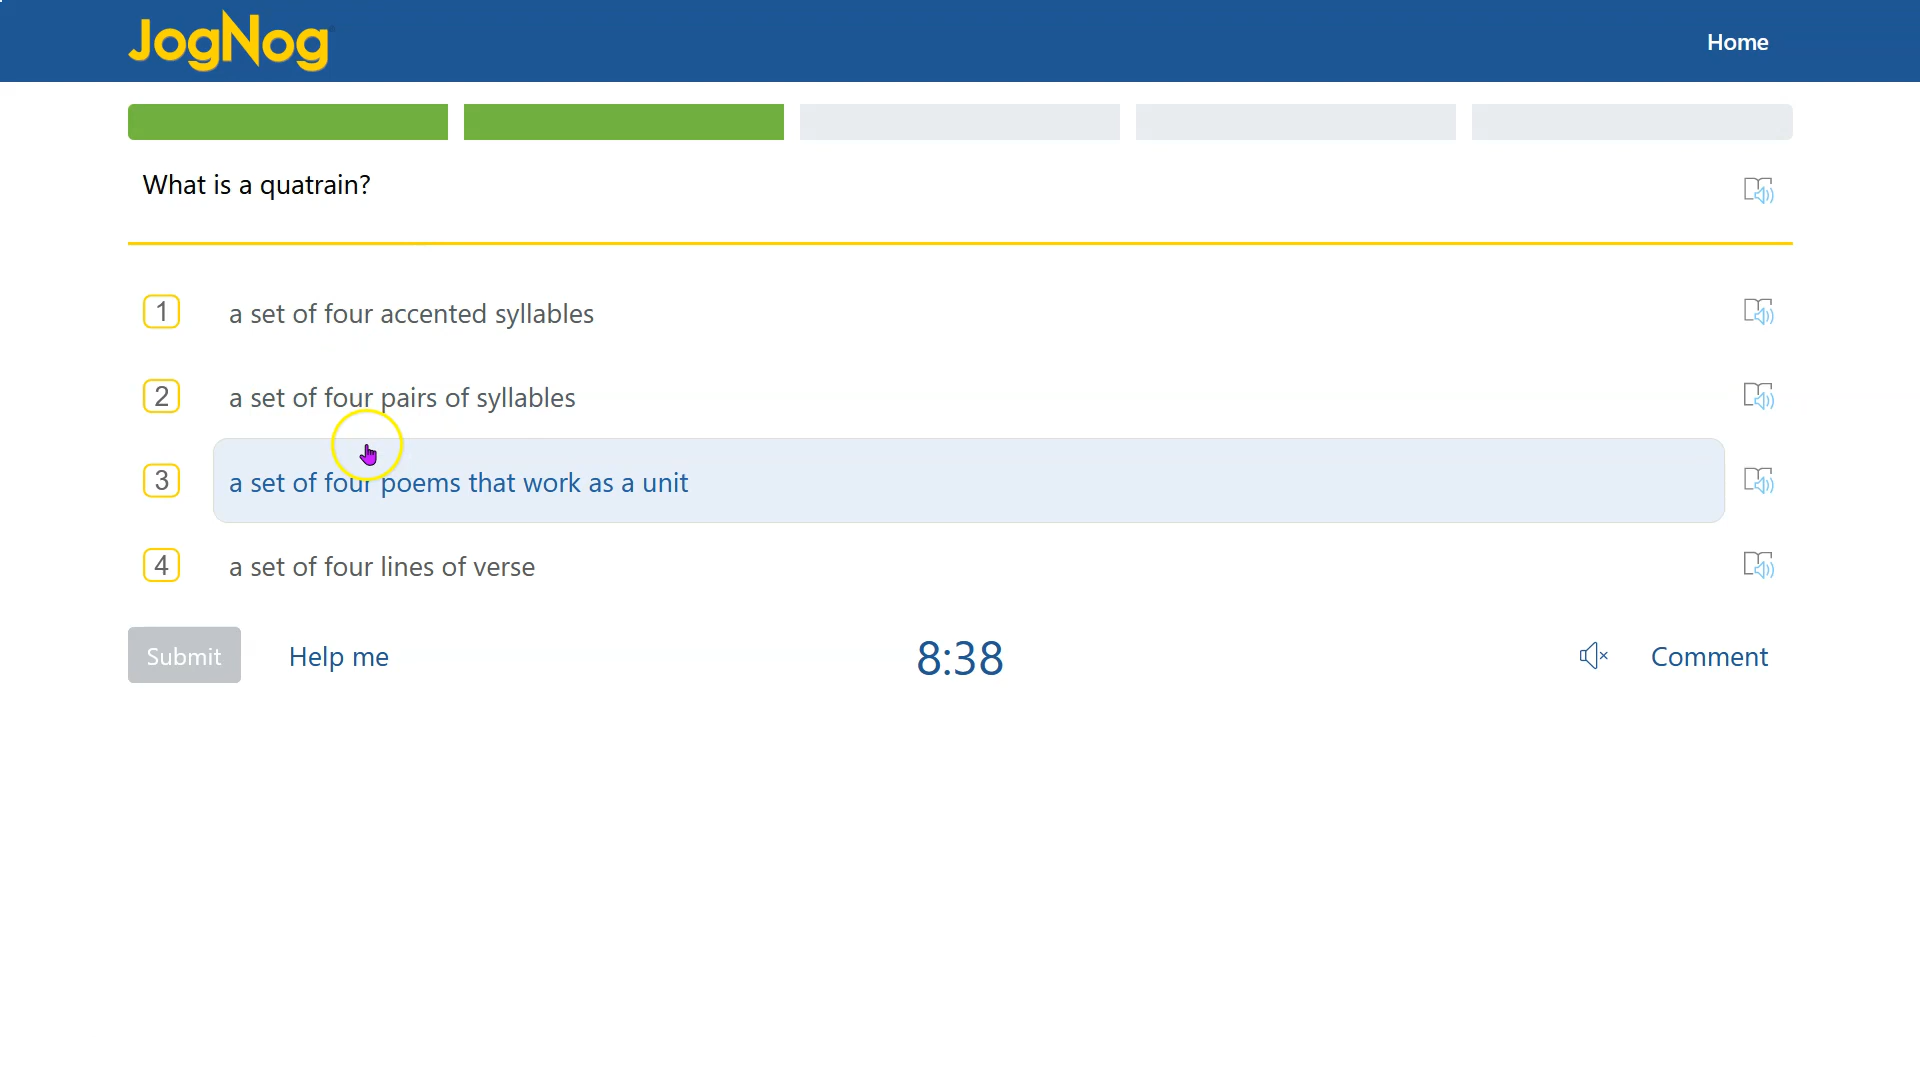 JogNog
Home
What is a quatrain?
1 a set of four accented syllables
2 a set of four pairs of syllables
3 a set of four poems that work as a unit
4 a set of four lines of verse
Submit Help me 8:38 Comment